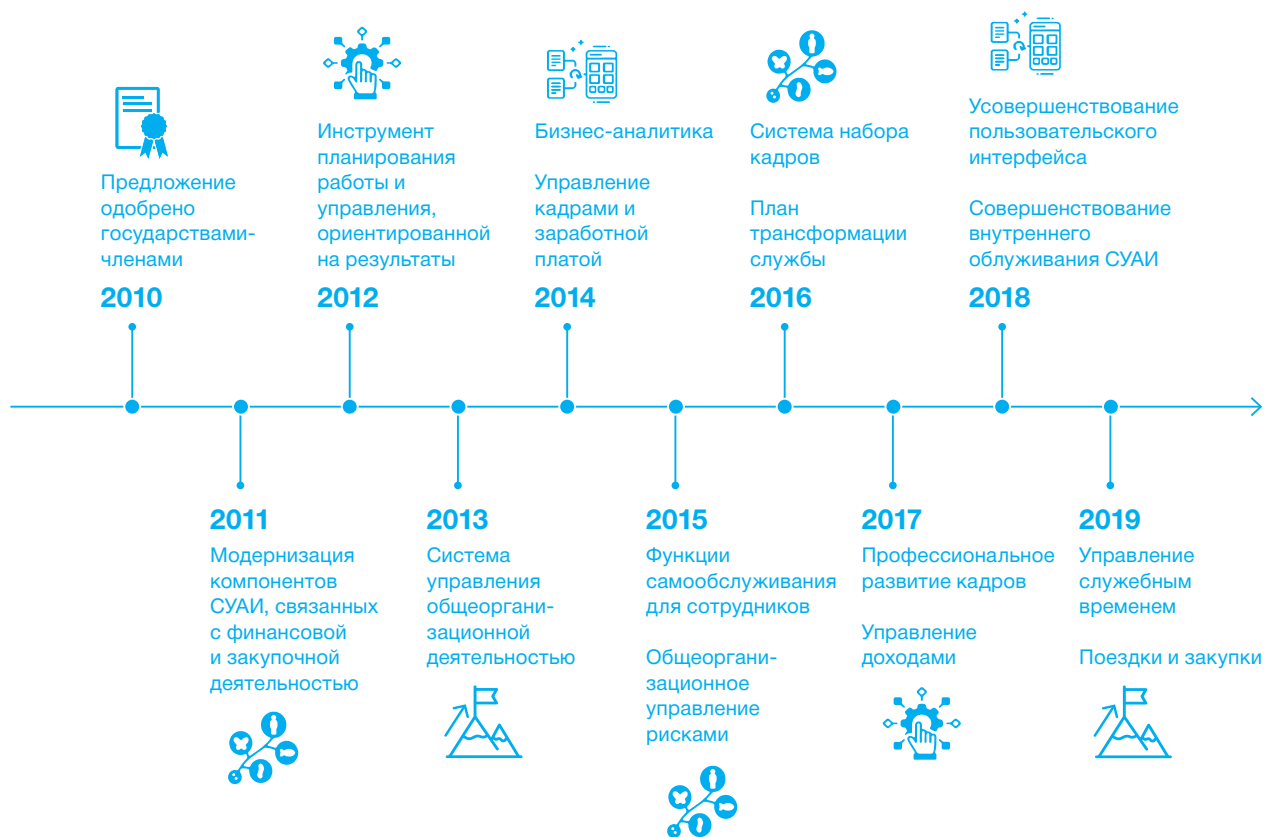 Предложение
одобрено
государствами-
членами
2010
Инструмент
планирования
работы и
управления,
ориентированной
на результаты
2012
Бизнес-аналитика
Управление
кадрами и
заработной
платой
2014
Система набора
кадров
План
трансформации
службы
2016
Усовершенствование
пользовательского
интерфейса
Совершенствование
внутреннего
облуживания СУАИ
2018
2011
Модернизация
компонентов
СУАИ, связанных
с финансовой
и закупочной
деятельностью
2013
Система
управления
общеоргани-
зационной
деятельностью
2015
Функции
самообслуживания
для сотрудников
Общеоргани-
зационное
управление
рисками
2017
Профессиональное
развитие кадров
Управление
доходами
2019
Управление
служебным
временем
Поездки и закупки